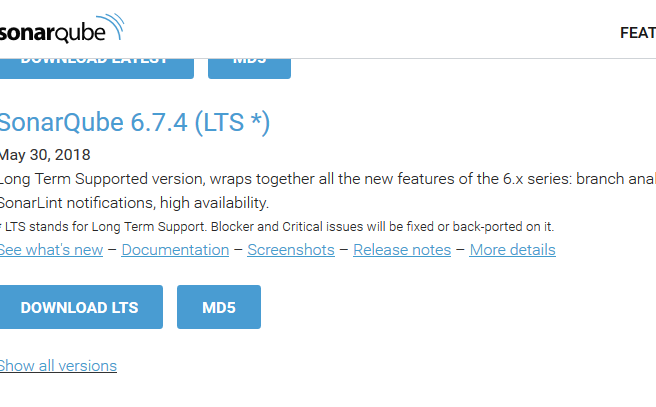 sonarqube
FEAT
DOWNLOAD LATEST
MD5
SonarQube 6.7.4 (LTS *)
May 30, 2018
Long Term Supported version, wraps together all the new features of the 6.x series: branch anal
SonarLint notifications, high availability.
* LTS stands for Long Term Support. Blocker and Critical issues will be fixed or back-ported on it.
See what's new – Documentation – Screenshots – Release notes – More details
DOWNLOAD LTS
MD5
Show all versions